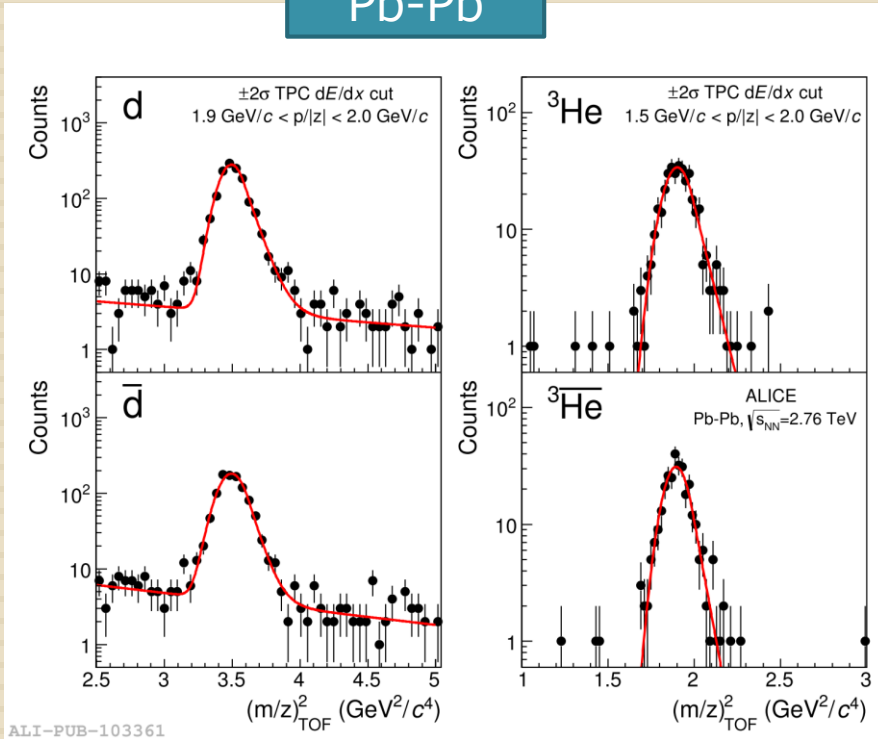 Pb-Pb
Counts
d
±2σ TPC dE/dx cut
1.9 GeV/c < p/|z| < 2.0 GeV/c
10³
10²
10
1
Counts
³He
±2σ TPC dE/dx cut
1.5 GeV/c < p/|z| < 2.0 GeV/c
10²
10
1
Counts
d̅
10³
10²
10
1
2.5 3 3.5 4 4.5 5
(m/z)²TOF (GeV²/c⁴)
Counts
³H̅e̅
ALICE
Pb-Pb, √sNN=2.76 TeV
10²
10
1
1 1.5 2 2.5 3
(m/z)²TOF (GeV²/c⁴)
ALI-PUB-103361